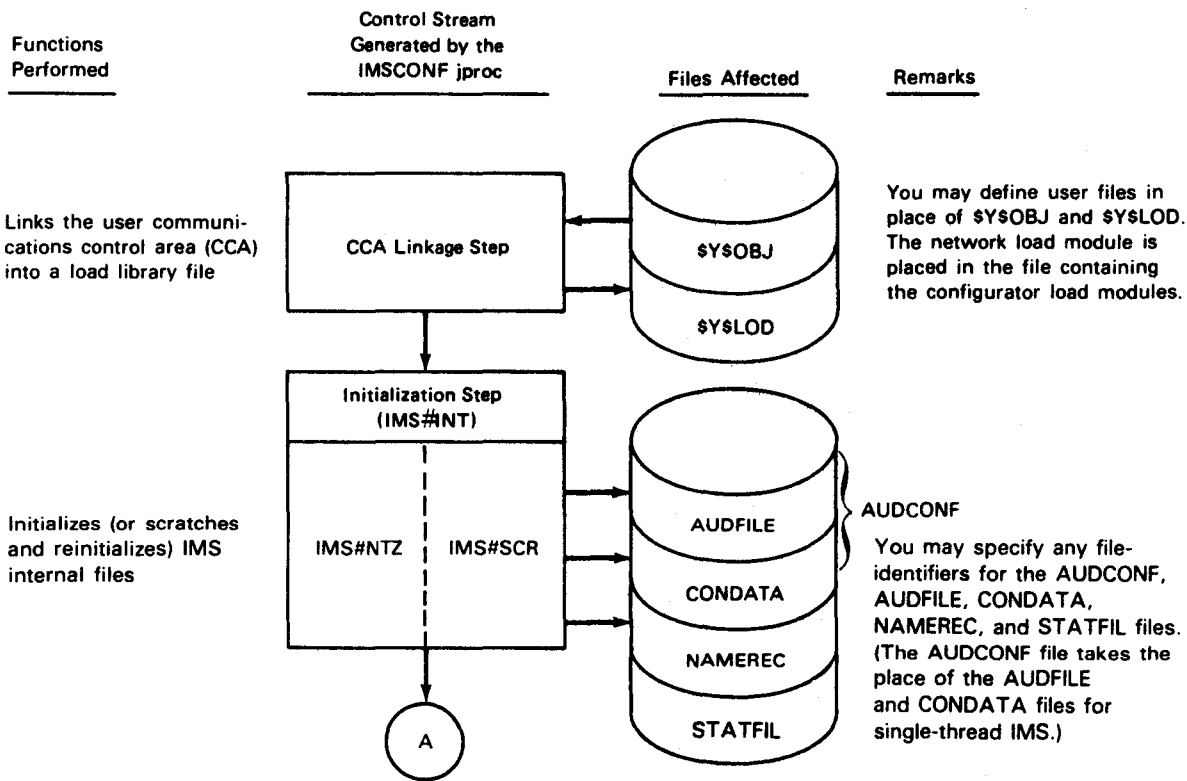 Functions
Performed
Control Stream
Generated by the
IMSCONF jproc
Files Affected
Remarks
Links the user communi-
cations control area (CCA)
into a load library file
CCA Linkage Step
$Y$OBJ
$Y$LOD
You may define user files in
place of $Y$OBJ and $Y$LOD.
The network load module is
placed in the file containing
the configurator load modules.
Initialization Step
(IMS#INT)
Initializes (or scratches
and reinitializes) IMS
internal files
IMS#NTZ
IMS#SCR
AUDFILE
CONDATA
NAMEREC
STATFIL
AUDCONF
You may specify any file-
identifiers for the AUDCONF,
AUDFILE, CONDATA,
NAMEREC, and STATFIL files.
(The AUDCONF file takes the
place of the AUDFILE
and CONDATA files for
single-thread IMS.)
A